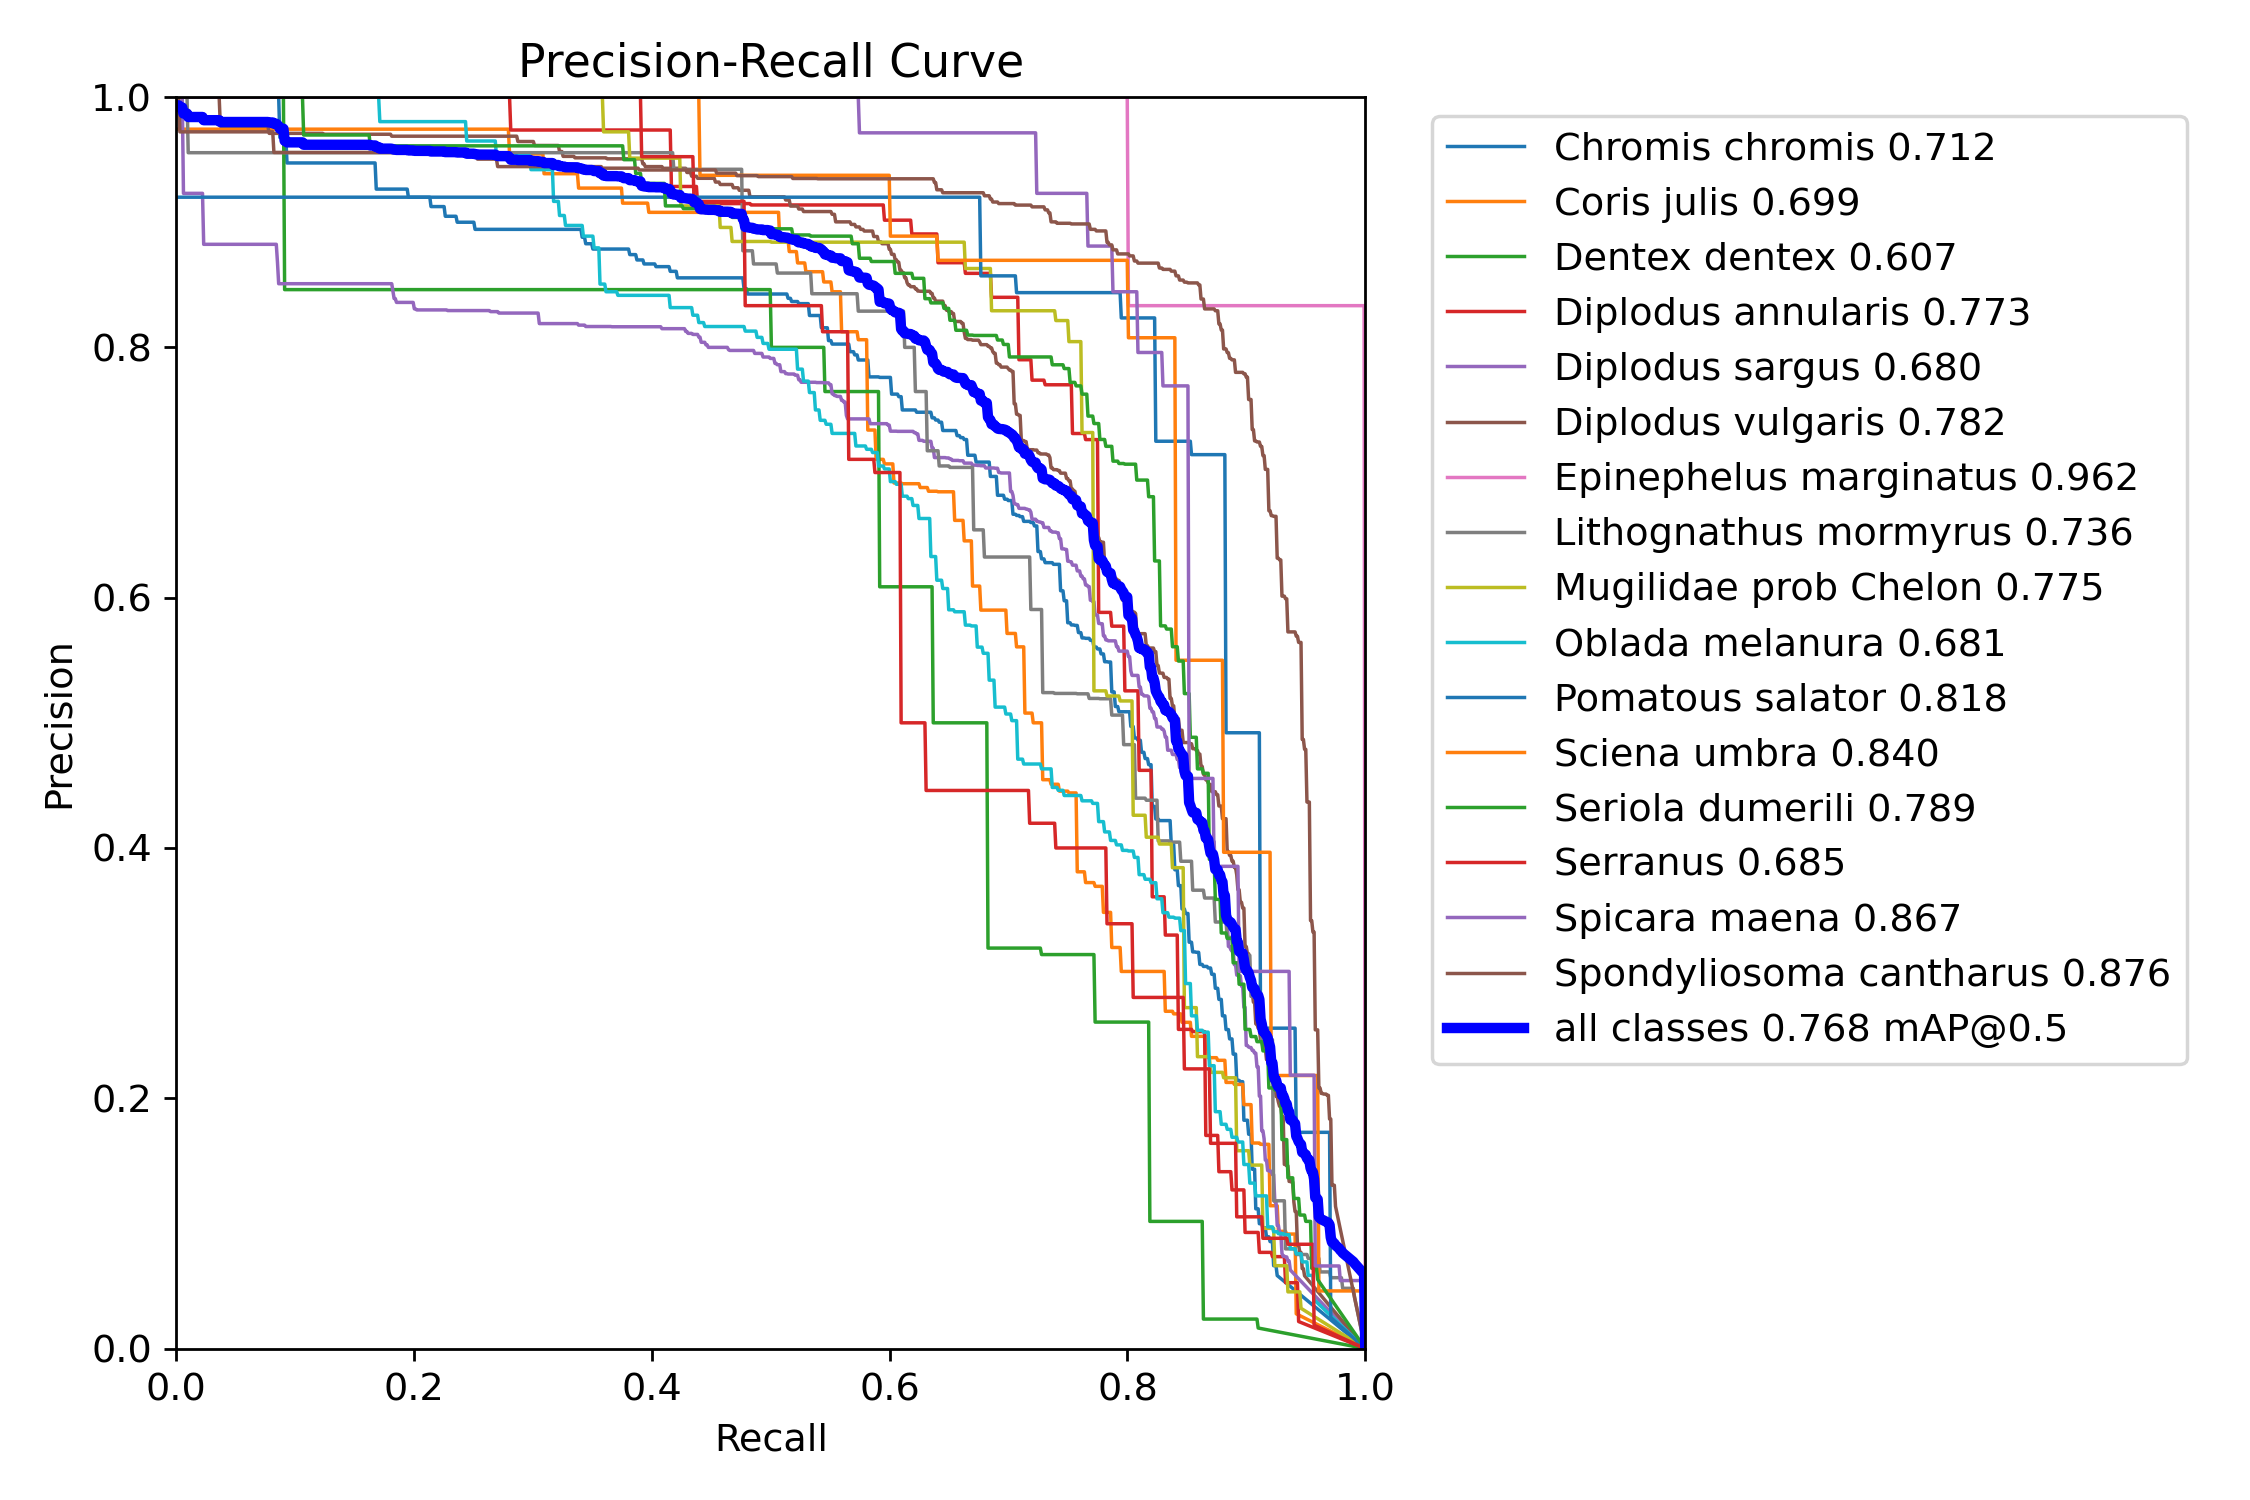 Precision-Recall Curve
1.0
0.8
0.6
0.4
0.2
0.0
Precision
0.0 0.2 0.4 0.6 0.8 1.0
Recall
Chromis chromis 0.712
Coris julis 0.699
Dentex dentex 0.607
Diplodus annularis 0.773
Diplodus sargus 0.680
Diplodus vulgaris 0.782
Epinephelus marginatus 0.962
Lithognathus mormyrus 0.736
Mugilidae prob Chelon 0.775
Oblada melanura 0.681
Pomatous salator 0.818
Sciena umbra 0.840
Seriola dumerili 0.789
Serranus 0.685
Spicara maena 0.867
Spondyliosoma cantharus 0.876
all classes 0.768 mAP@0.5